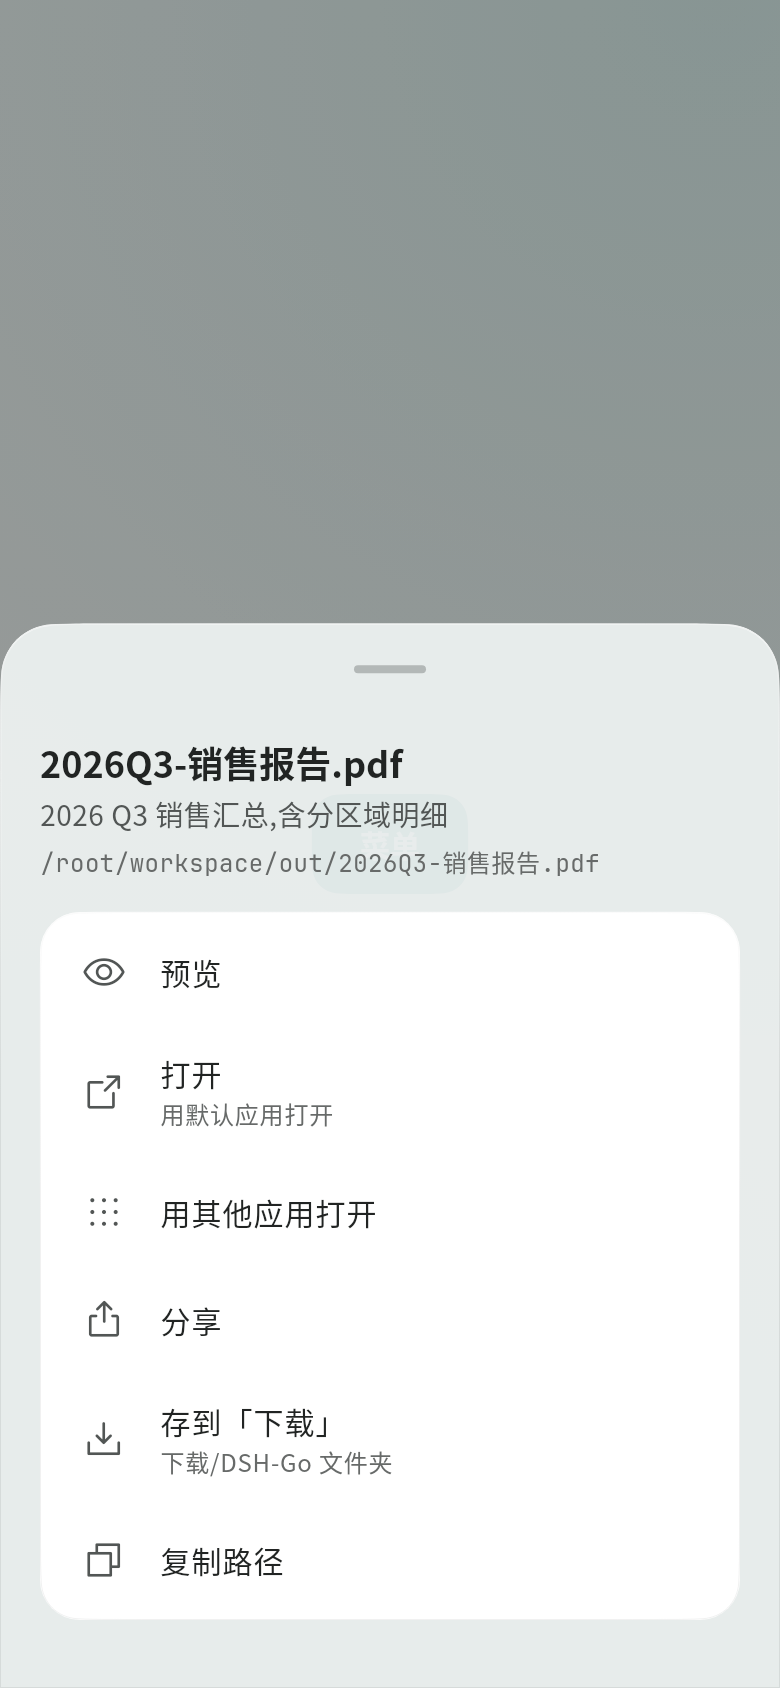 2026Q3-销售报告.pdf
2026 Q3 销售汇总,含分区域明细
菜单
/root/workspace/out/2026Q3-销售报告.pdf
预览
打开
用默认应用打开
用其他应用打开
分享
存到「下载」
下载/DSH-Go 文件夹
复制路径